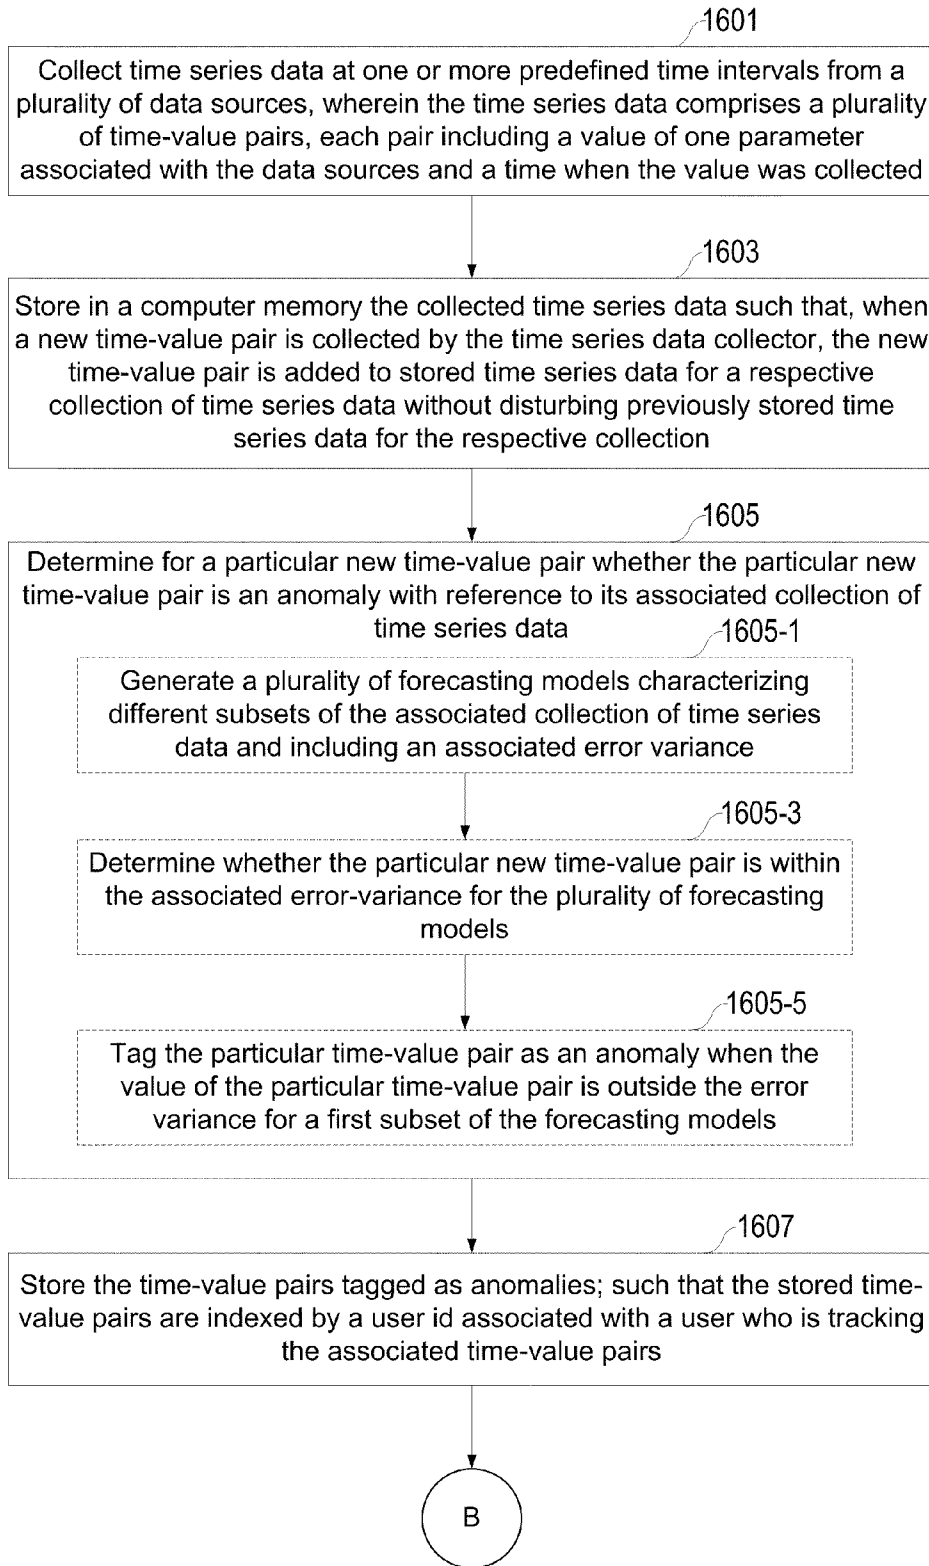 1601
Collect time series data at one or more predefined time intervals from a
plurality of data sources, wherein the time series data comprises a plurality
of time-value pairs, each pair including a value of one parameter
associated with the data sources and a time when the value was collected
1603
Store in a computer memory the collected time series data such that, when
a new time-value pair is collected by the time series data collector, the new
time-value pair is added to stored time series data for a respective
collection of time series data without disturbing previously stored time
series data for the respective collection
1605
Determine for a particular new time-value pair whether the particular new
time-value pair is an anomaly with reference to its associated collection of
time series data
1605-1
Generate a plurality of forecasting models characterizing
different subsets of the associated collection of time series
data and including an associated error variance
1605-3
Determine whether the particular new time-value pair is within
the associated error-variance for the plurality of forecasting
models
1605-5
Tag the particular time-value pair as an anomaly when the
value of the particular time-value pair is outside the error
variance for a first subset of the forecasting models
1607
Store the time-value pairs tagged as anomalies; such that the stored time-
value pairs are indexed by a user id associated with a user who is tracking
the associated time-value pairs
B